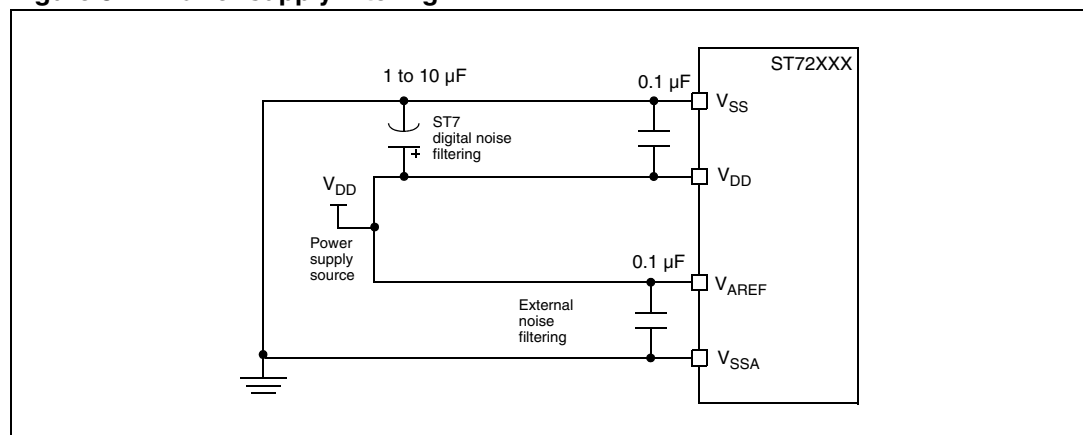 ST72XXX
1 to 10 µF
0.1 µF
VSS
ST7
digital noise
filtering
+
VDD
VDD
Power
supply
source
0.1 µF
VAREF
External
noise
filtering
VSSA